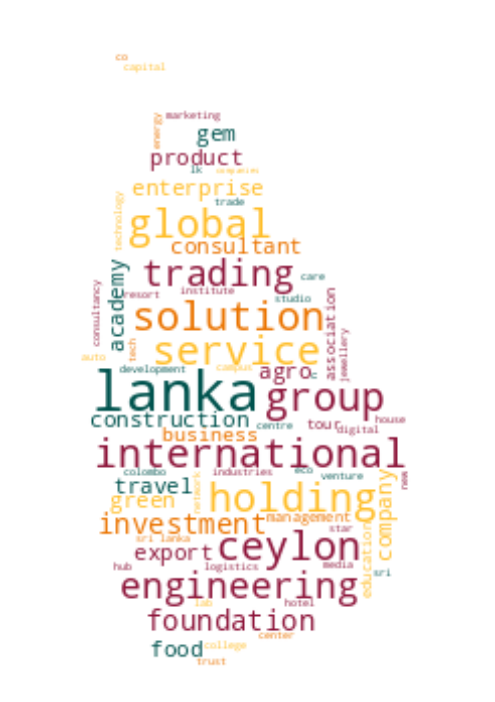 co
capital
energy
marketing
gem
product
lk
companies
enterprise
trade
technology
global
consultant
academy
trading
care
consultancy
resort
institute
studio
association
solution
jewellery
tech
service
auto
development
campus
agro
c
lanka
group
construction
centre
tour
house
digital
business
international
colombo
industries
eco
venture
new
travel
network
holding
company
green
investment
management
star
education
sri lanka
export
ceylon
hub
logistics
media
sri
engineering
lab
hotel
foundation
center
food
college
trust